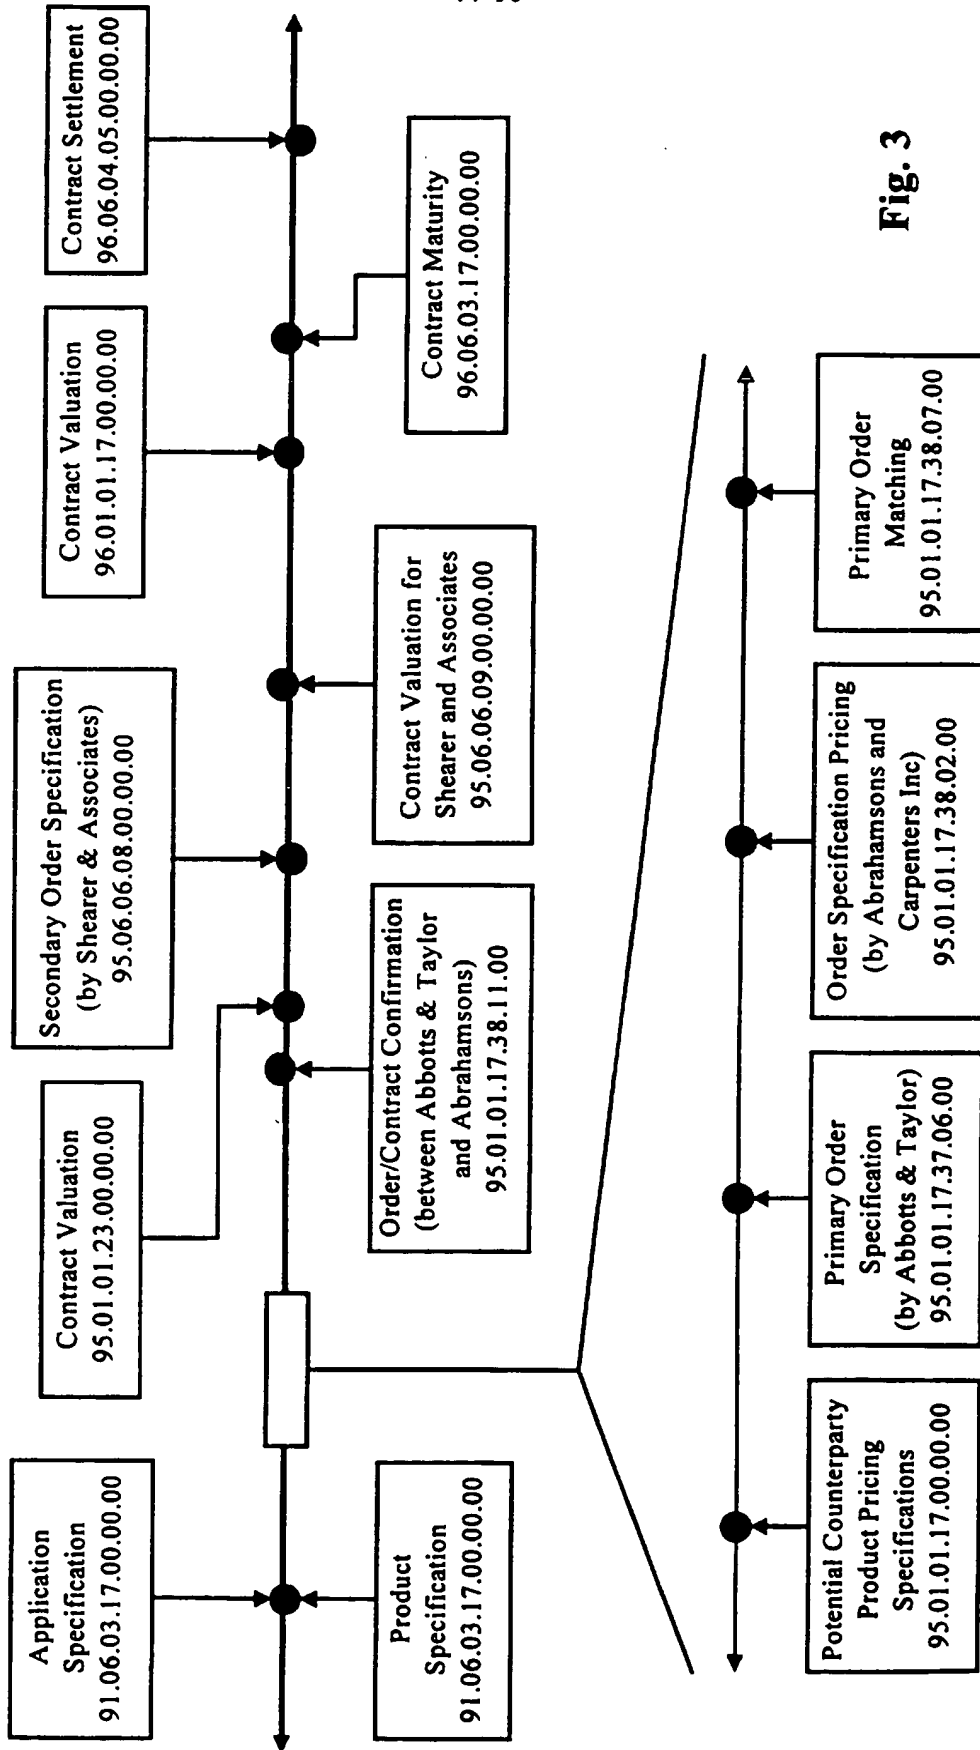 Application
Specification
91.06.03.17.00.00.00
Contract Valuation
95.01.01.23.00.00.00
Secondary Order Specification
(by Shearer & Associates)
95.06.06.08.00.00.00
Contract Valuation
96.01.01.17.00.00.00
Contract Settlement
96.06.04.05.00.00.00
Product
Specification
91.06.03.17.00.00.00
Order/Contract Confirmation
(between Abbotts & Taylor
and Abrahamsons)
95.01.01.17.38.11.00
Contract Valuation for
Shearer and Associates
95.06.06.09.00.00.00
Contract Maturity
96.06.03.17.00.00.00
Potential Counterparty
Product Pricing
Specifications
95.01.01.17.00.00.00
Primary Order
Specification
(by Abbotts & Taylor)
95.01.01.17.37.06.00
Order Specification Pricing
(by Abrahamsons and
Carpenters Inc)
95.01.01.17.38.02.00
Primary Order
Matching
95.01.01.17.38.07.00
Fig. 3